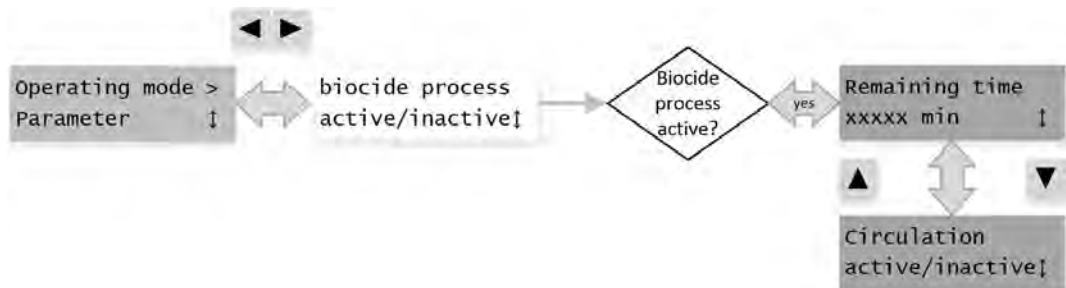 Operating mode >
Parameter ↕
biocide process
active/inactive↕
Biocide
process
active?
yes
Remaining time
xxxxx min ↕
Circulation
active/inactive↕